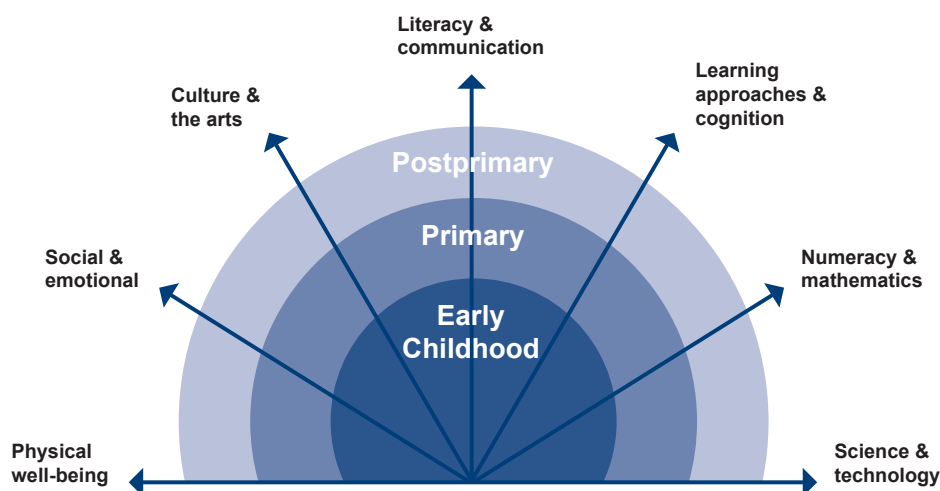 Literacy &
communication
Culture &
the arts
Learning
approaches &
cognition
Postprimary
Primary
Social &
emotional
Numeracy &
mathematics
Early
Childhood
Physical
well-being
Science &
technology